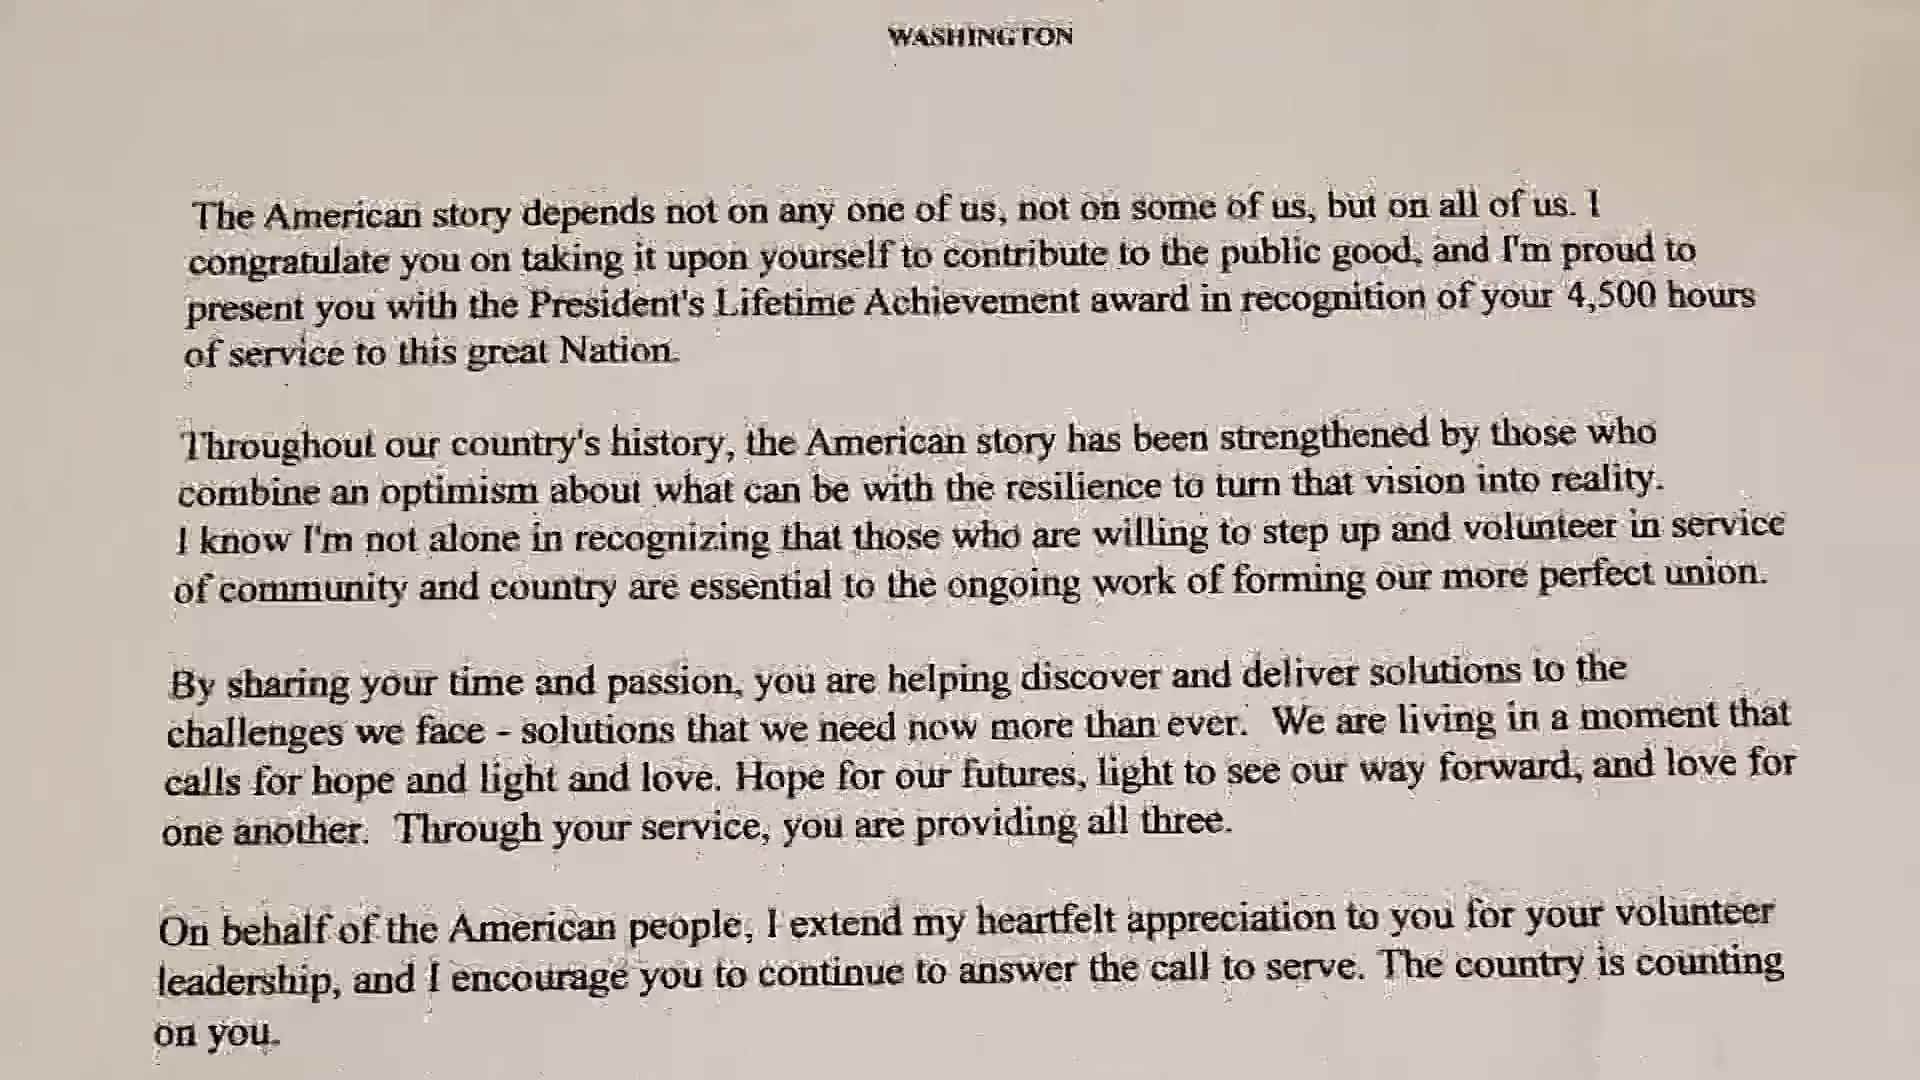 WASHINGTON
The American story depends not on any one of us, not on some of us, but on all of us. I
congratulate you on taking it upon yourself to contribute to the public good, and I'm proud to
present you with the President's Lifetime Achievement award in recognition of your 4,500 hours
of service to this great Nation.
Throughout our country's history, the American story has been strengthened by those who
combine an optimism about what can be with the resilience to turn that vision into reality.
I know I'm not alone in recognizing that those who are willing to step up and volunteer in service
of community and country are essential to the ongoing work of forming our more perfect union.
By sharing your time and passion, you are helping discover and deliver solutions to the
challenges we face - solutions that we need now more than ever. We are living in a moment that
calls for hope and light and love. Hope for our futures, light to see our way forward, and love for
one another. Through your service, you are providing all three.
On behalf of the American people, I extend my heartfelt appreciation to you for your volunteer
leadership, and I encourage you to continue to answer the call to serve. The country is counting
on you.